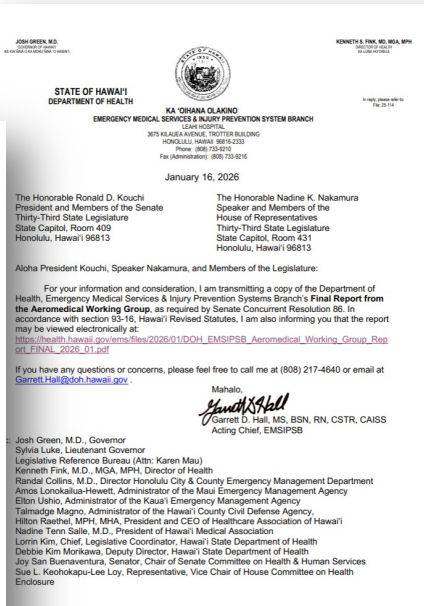 JOSH GREEN, M.D.
GOVERNOR OF HAWAI'I
KENNETH S. FINK, MD, MGA, MPH
DIRECTOR OF HEALTH
STATE OF HAWAI'I
DEPARTMENT OF HEALTH
In reply, please refer to
File:
KA 'OIHANA OLAKINO
EMERGENCY MEDICAL SERVICES & INJURY PREVENTION SYSTEM BRANCH
LEAHI HOSPITAL
3675 KILAUEA AVENUE, TROTTER BUILDING
HONOLULU, HAWAII 96816-2333
Phone: (808) 733-9210
Fax (Administration): (808) 733-9216
January 16, 2026
The Honorable Ronald D. Kouchi
President and Members of the Senate
Thirty-Third State Legislature
State Capitol, Room 409
Honolulu, Hawai'i 96813
The Honorable Nadine K. Nakamura
Speaker and Members of the
House of Representatives
Thirty-Third State Legislature
State Capitol, Room 431
Honolulu, Hawai'i 96813
Aloha President Kouchi, Speaker Nakamura, and Members of the Legislature:
For your information and consideration, I am transmitting a copy of the Department of
Health, Emergency Medical Services & Injury Prevention Systems Branch's Final Report from
the Aeromedical Working Group, as required by Senate Concurrent Resolution 86. In
accordance with section 93-16, Hawai'i Revised Statutes, I am also informing you that the report
may be viewed electronically at:
https://health.hawaii.gov/ems/files/2026/01/DOH_EMSIPSB_Aeromedical_Working_Group_Rep
ort_FINAL_2026_01.pdf
If you have any questions or concerns, please feel free to call me at (808) 217-4640 or email at
Garrett.Hall@doh.hawaii.gov .
Mahalo,
Garrett D. Hall, MS, BSN, RN, CSTR, CAISS
Acting Chief, EMSIPSB
: Josh Green, M.D., Governor
Sylvia Luke, Lieutenant Governor
Legislative Reference Bureau (Attn: Karen Mau)
Kenneth Fink, M.D., MGA, MPH, Director of Health
Randal Collins, M.D., Director Honolulu City & County Emergency Management Department
Amos Lonokailua-Hewett, Administrator of the Maui Emergency Management Agency
Elton Ushio, Administrator of the Kaua'i Emergency Management Agency
Talmadge Magno, Administrator of the Hawai'i County Civil Defense Agency,
Hilton Raethel, MPH, MHA, President and CEO of Healthcare Association of Hawai'i
Nadine Tenn Salle, M.D., President of Hawai'i Medical Association
Lorrin Kim, Chief, Legislative Coordinator, Hawai'i State Department of Health
Debbie Kim Morikawa, Deputy Director, Hawai'i State Department of Health
Joy San Buenaventura, Senator, Chair of Senate Committee on Health & Human Services
Sue L. Keohokapu-Lee Loy, Representative, Vice Chair of House Committee on Health
Enclosure